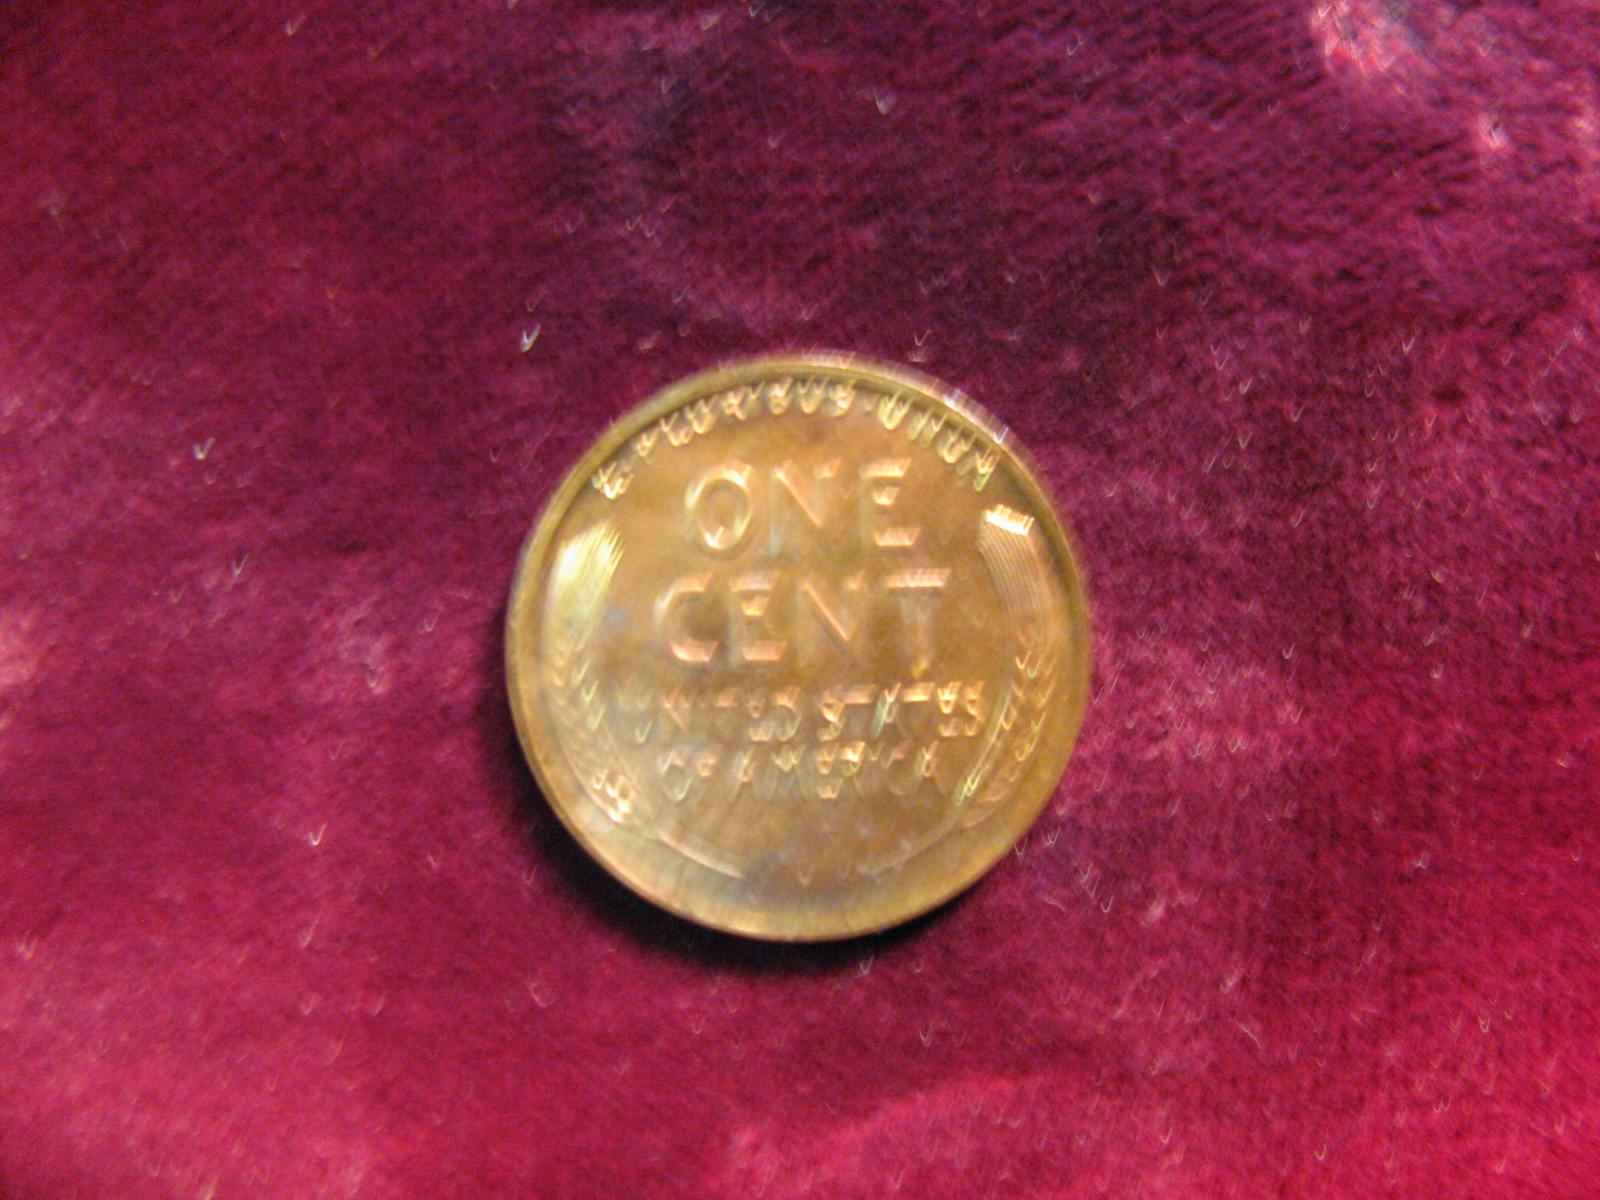 E PLURIBUS UNUM
ONE
CENT
UNITED STATES
OF AMERICA